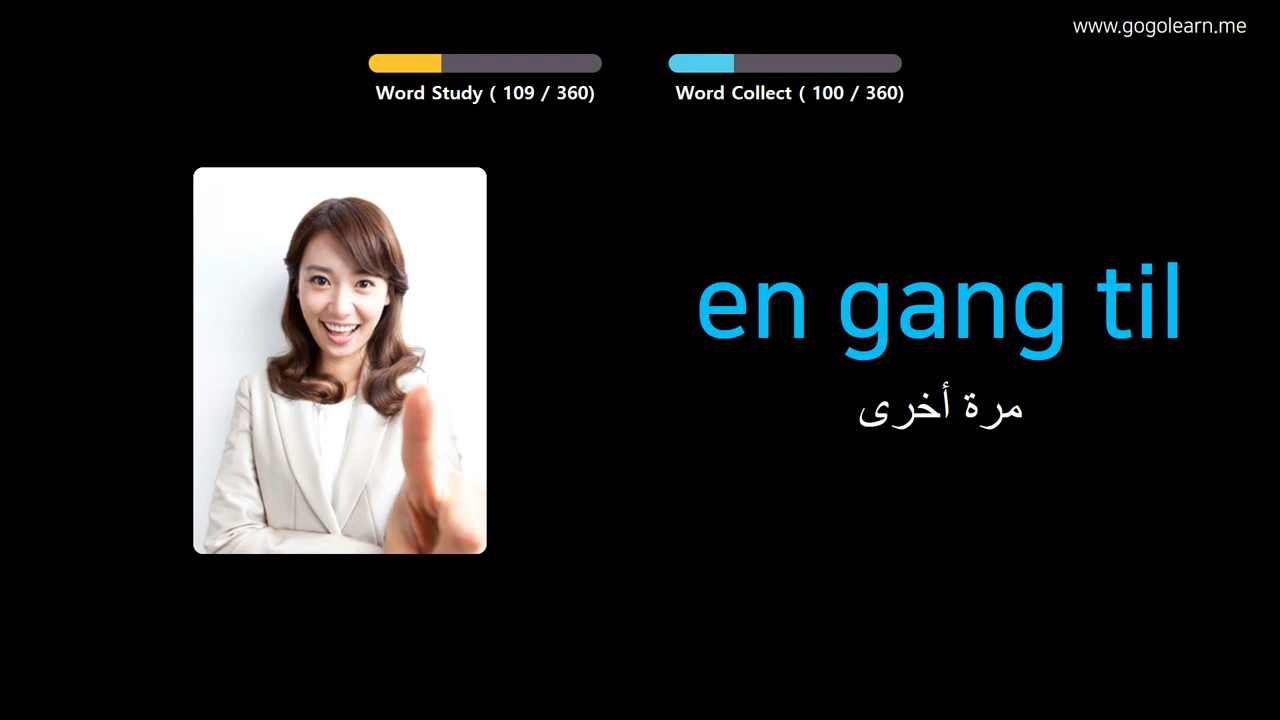 www.gogolearn.me
Word Study ( 109 / 360)
Word Collect ( 100 / 360)
en gang til
مرة أخرى